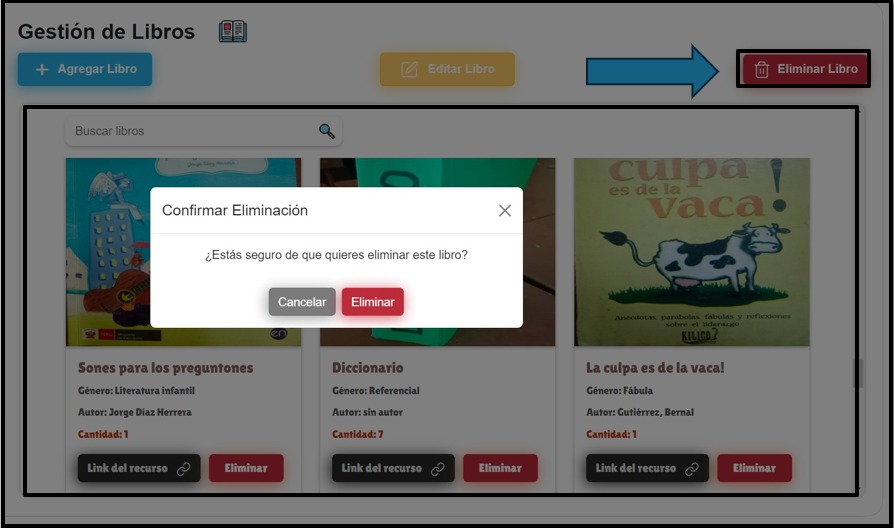 Gestión de Libros
Agregar Libro
Editar Libro
Eliminar Libro
Buscar libros
Confirmar Eliminación
¿Estás seguro de que quieres eliminar este libro?
Cancelar
Eliminar
culpa
es de la
vaca!
Anécdotas, parábolas, fábulas y reflexiones
sobre el liderazgo
Sones para los preguntones
Género: Literatura infantil
Autor: Jorge Díaz Herrera
Cantidad: 1
Link del recurso
Eliminar
Diccionario
Género: Referencial
Autor: sin autor
Cantidad: 7
Link del recurso
Eliminar
La culpa es de la vaca!
Género: Fábula
Autor: Gutiérrez, Bernal
Cantidad: 1
Link del recurso
Eliminar